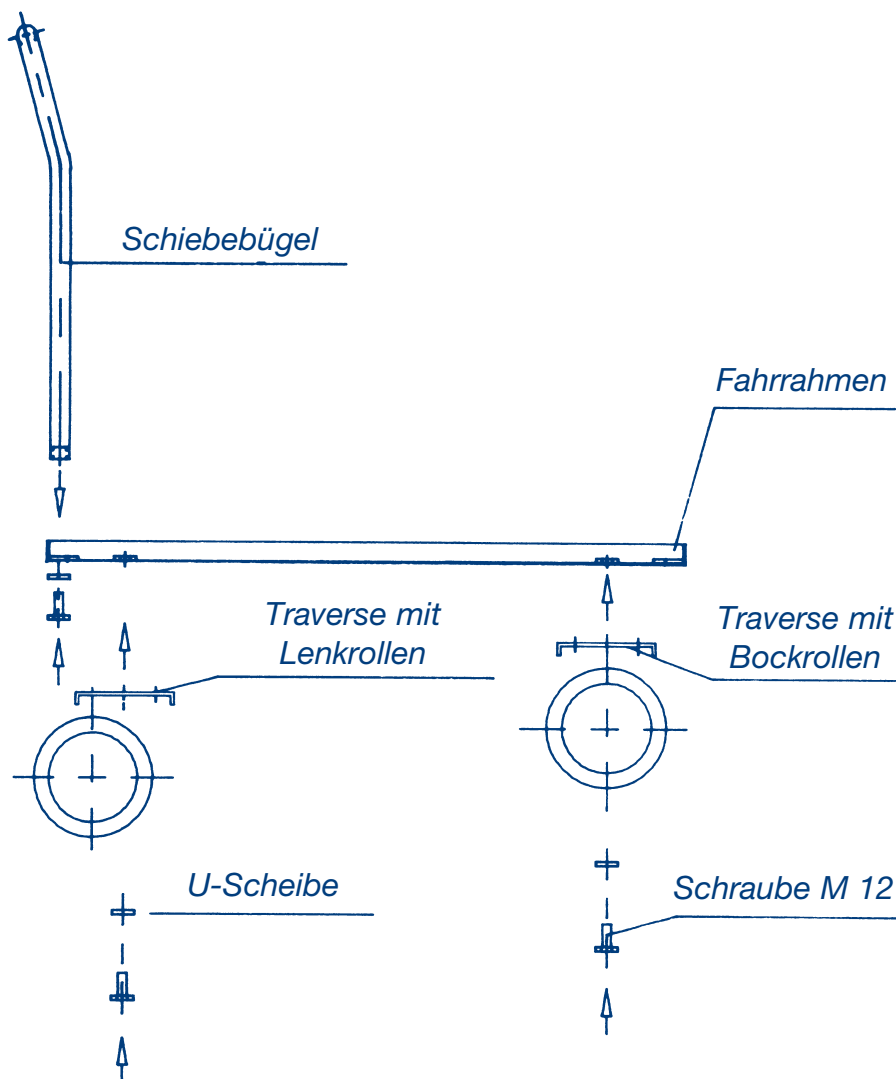 Schiebebügel
Fahrrahmen
Traverse mit
Lenkrollen
Traverse mit
Bockrollen
U-Scheibe
Schraube M 12